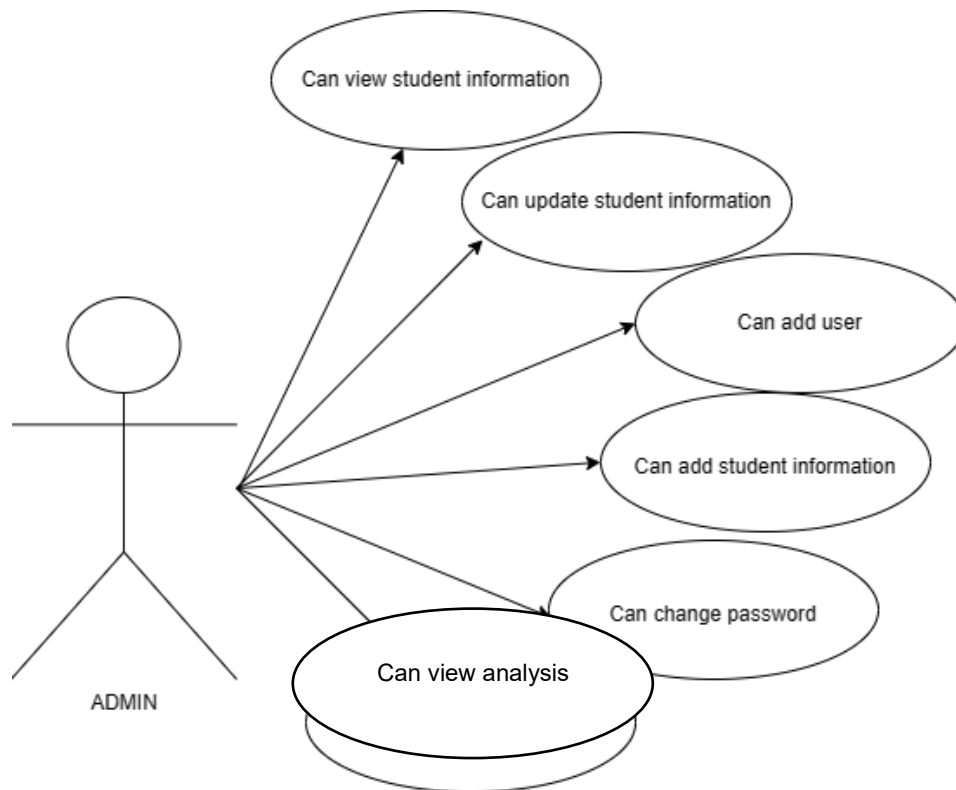 Can view student information
Can update student information
Can add user
Can add student information
Can change password
Can view analysis
ADMIN